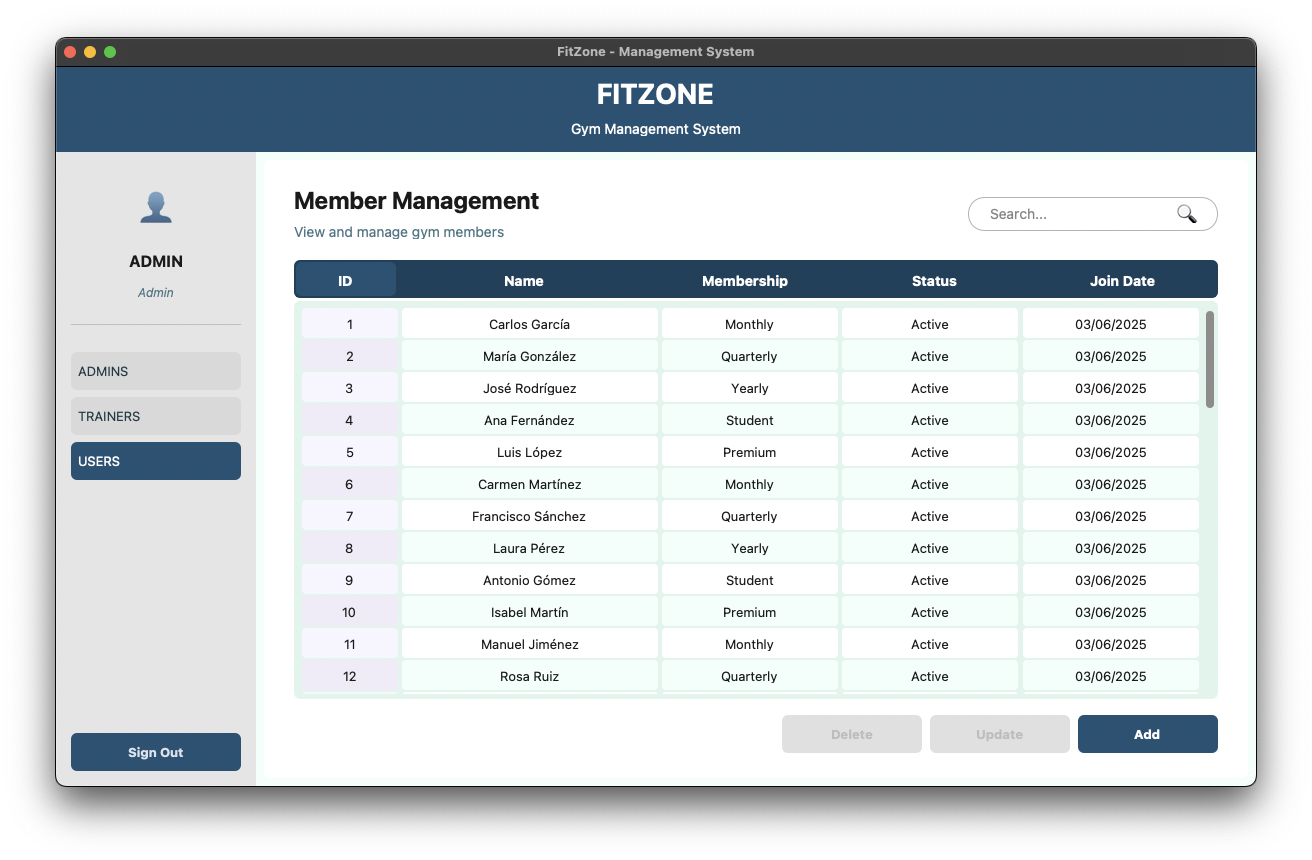 FitZone - Management System
FITZONE
Gym Management System
ADMIN
Admin
ADMINS
TRAINERS
USERS
Sign Out
Member Management
View and manage gym members
Search...
ID Name Membership Status Join Date
1 Carlos García Monthly Active 03/06/2025
2 María González Quarterly Active 03/06/2025
3 José Rodríguez Yearly Active 03/06/2025
4 Ana Fernández Student Active 03/06/2025
5 Luis López Premium Active 03/06/2025
6 Carmen Martínez Monthly Active 03/06/2025
7 Francisco Sánchez Quarterly Active 03/06/2025
8 Laura Pérez Yearly Active 03/06/2025
9 Antonio Gómez Student Active 03/06/2025
10 Isabel Martín Premium Active 03/06/2025
11 Manuel Jiménez Monthly Active 03/06/2025
12 Rosa Ruiz Quarterly Active 03/06/2025
Delete Update Add